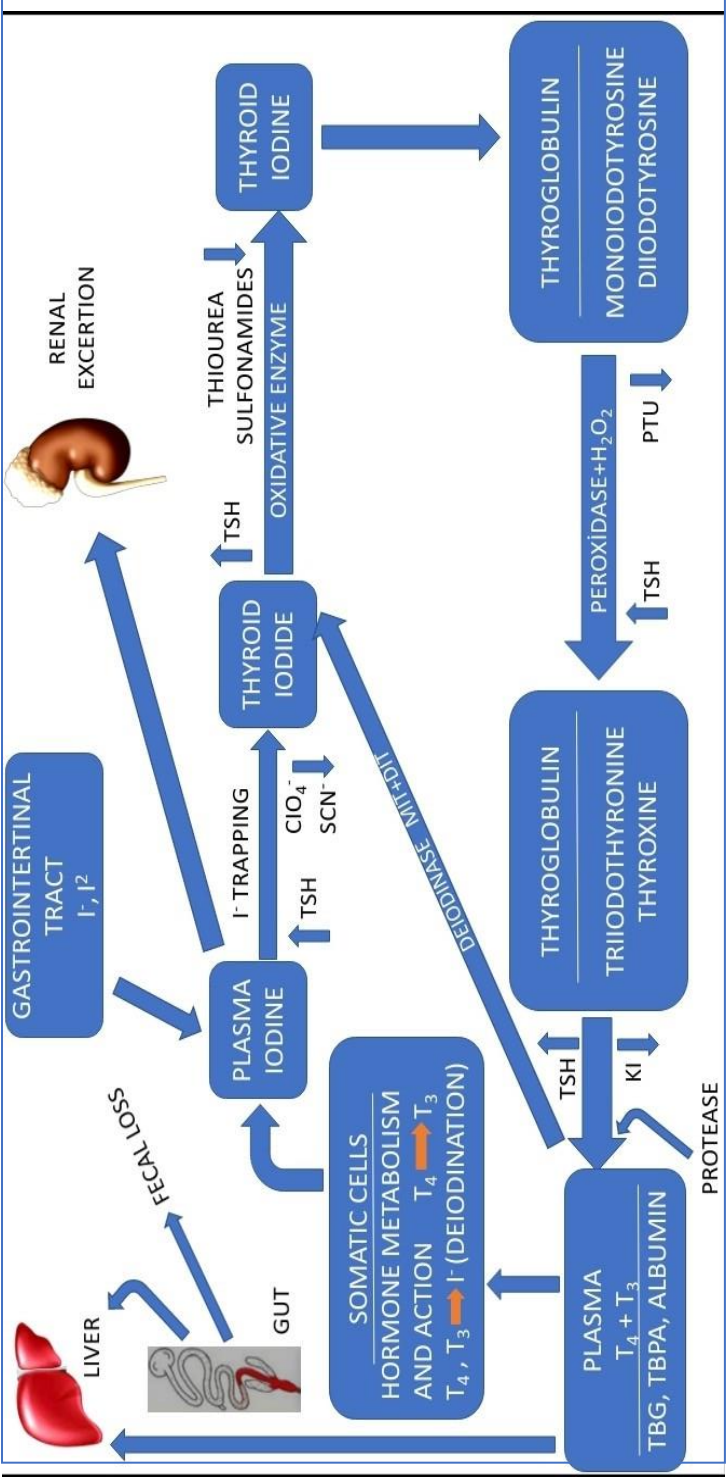 GASTROINTERTINAL
TRACT
I⁻, I²
RENAL
EXCERTION
LIVER
FECAL LOSS
GUT
PLASMA
IODINE
I⁻ TRAPPING
TSH
ClO₄⁻
SCN⁻
THYROID
IODIDE
TSH
THIOUREA
SULFONAMIDES
OXIDATIVE ENZYME
THYROID
IODINE
SOMATIC CELLS
HORMONE METABOLISM
AND ACTION T₄ T₃
T₄ , T₃ I⁻ (DEIODINATION)
DEIODINASE MIT+DIT
PLASMA
T₄ + T₃
TBG, TBPA, ALBUMIN
TSH
KI
PROTEASE
THYROGLOBULIN
TRIIODOTHYRONINE
THYROXINE
PEROXİDASE+H₂O₂
TSH
PTU
THYROGLOBULIN
MONOIODOTYROSINE
DIIODOTYROSINE